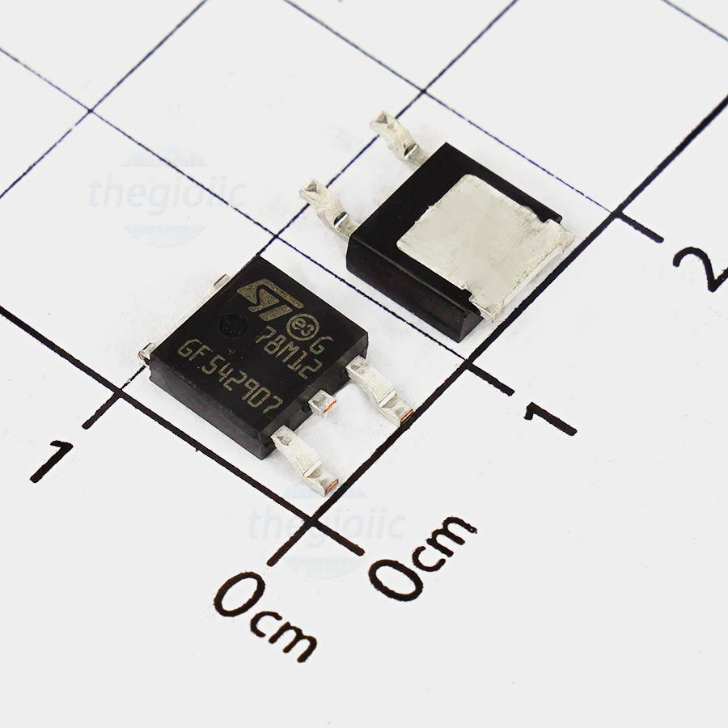 thegioiic
ST
e3 G
78M12
GF542907
2
1
1
thegioiic
0cm
0cm